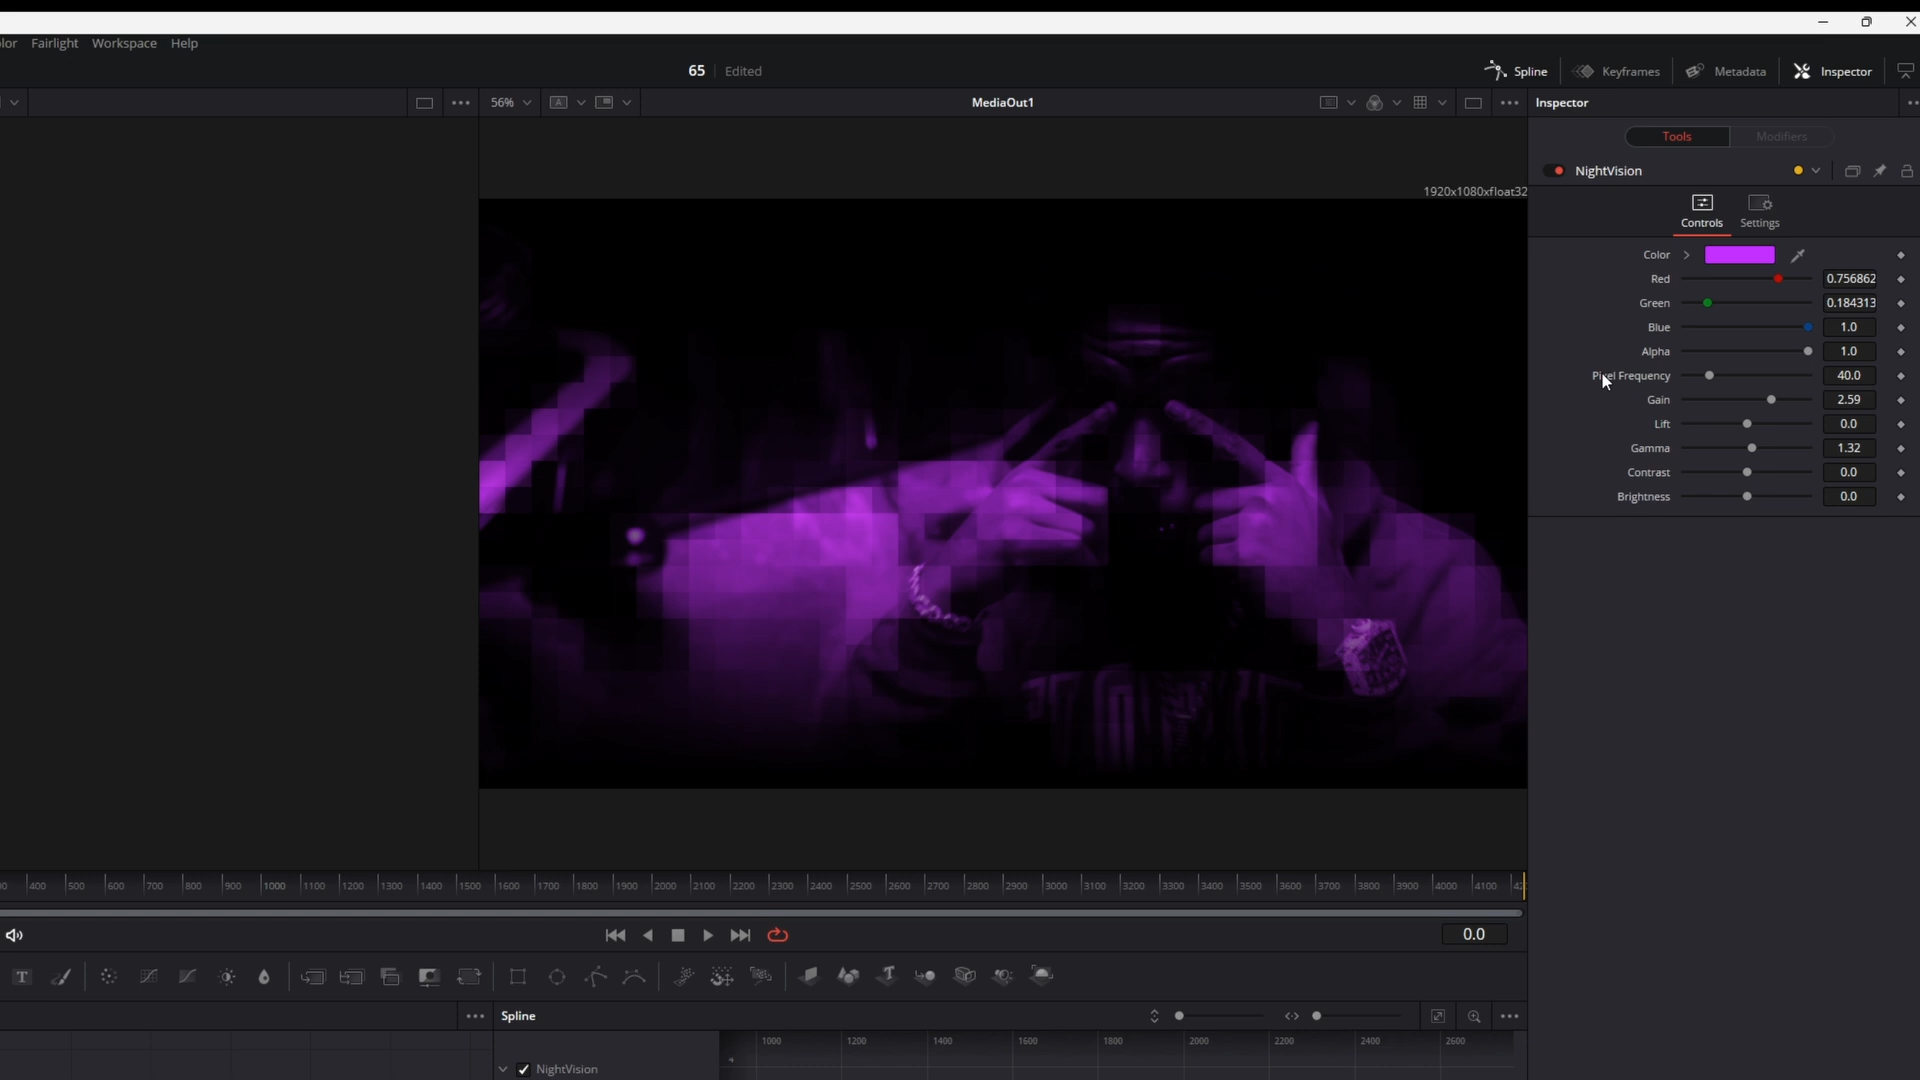 Fairlight Workspace Help
65 Edited
Spline Keyframes Metadata Inspector
56% A MediaOut1 Inspector
Tools Modifiers
NightVision
1920x1080xfloat32
Controls Settings
Color
Red 0.756862
Green 0.184313
Blue 1.0
Alpha 1.0
Frequency 40.0
Gain 2.59
Lift 0.0
Gamma 1.32
Contrast 0.0
Brightness 0.0
400 500 600 700 800 900 1000 1100 1200 1300 1400 1500 1600 1700 1800 1900 2000 2100 2200 2300 2400 2500 2600 2700 2800 2900 3000 3100 3200 3300 3400 3500 3600 3700 3800 3900 4000 4100
0.0
T T
Spline
1000 1200 1400 1600 1800 2000 2200 2400 2600
NightVision